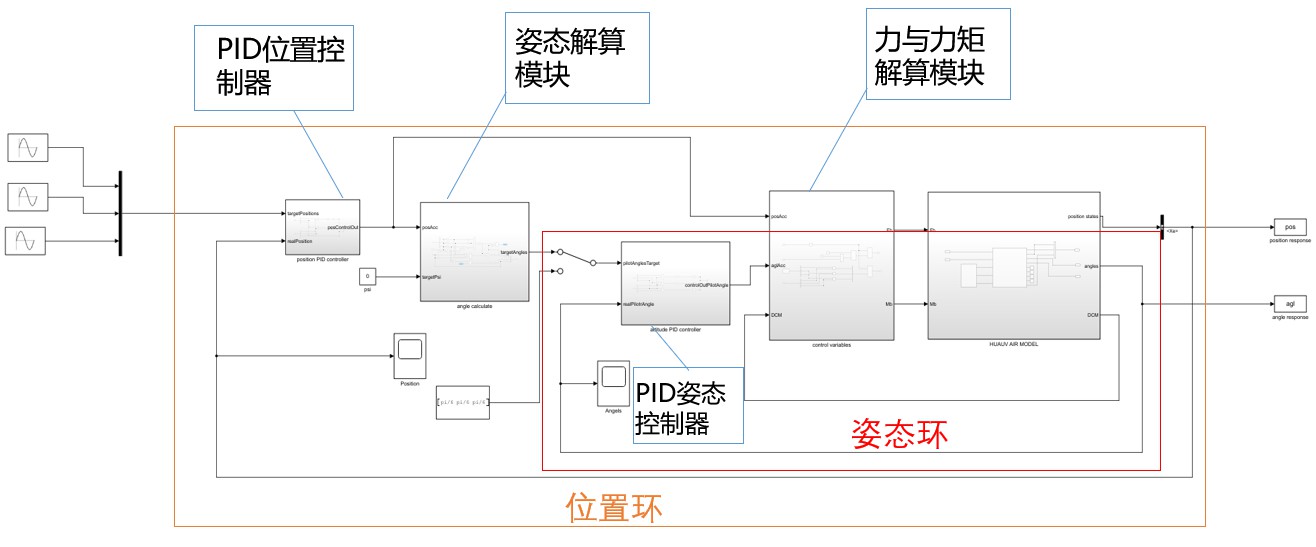 PID位置控
制器
姿态解算
模块
力与力矩
解算模块
targetPositions
realPosition
posControlOut
position PID controller
0
psi
posAcc
targetPsi
targetAngles
angle calculate
pilotAnglesTarget
realPilotnAngle
controlOutPilotAngle
attitude PID controller
posAcc
aglAcc
DCM
Mb
control variables
Mb
position states
angles
DCM
HUAUV AIR MODEL
<Xe>
pos
position response
agl
angle response
Position
[pi/6 pi/6 pi/6]
Angels
PID姿态
控制器
姿态环
位置环